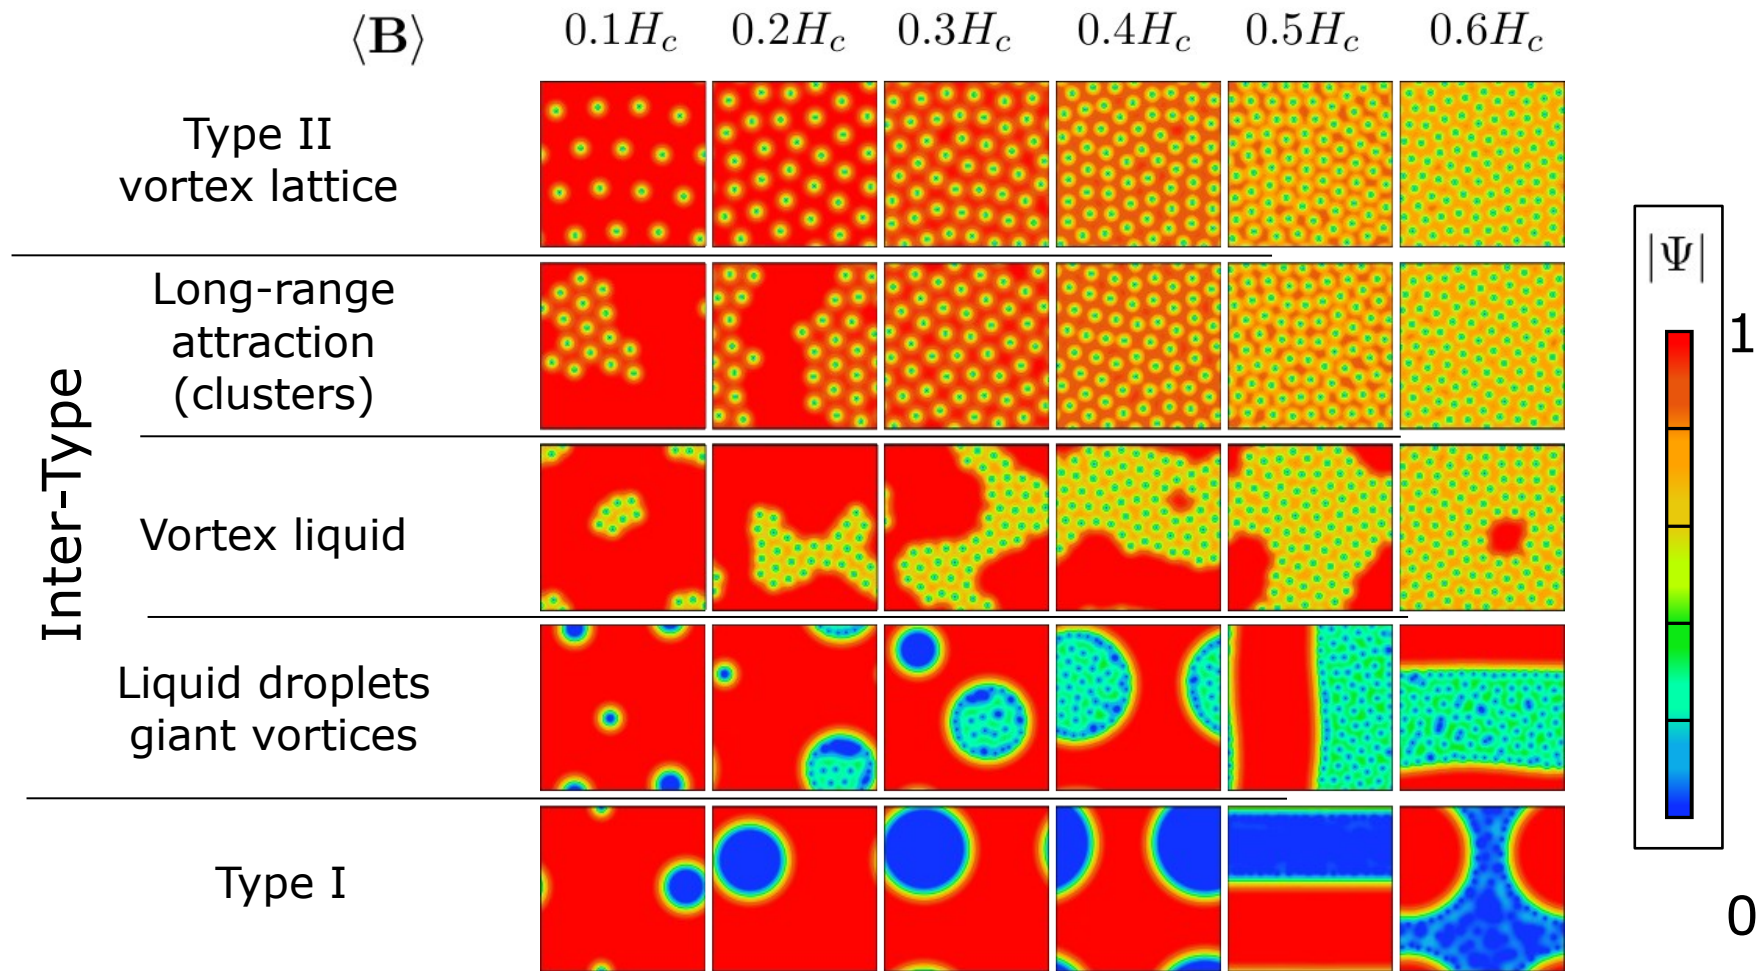 ⟨B⟩ 0.1H_c 0.2H_c 0.3H_c 0.4H_c 0.5H_c 0.6H_c
Type II
vortex lattice
Inter-Type
Long-range
attraction
(clusters)
Vortex liquid
Liquid droplets
giant vortices
Type I
|Ψ|
1
0